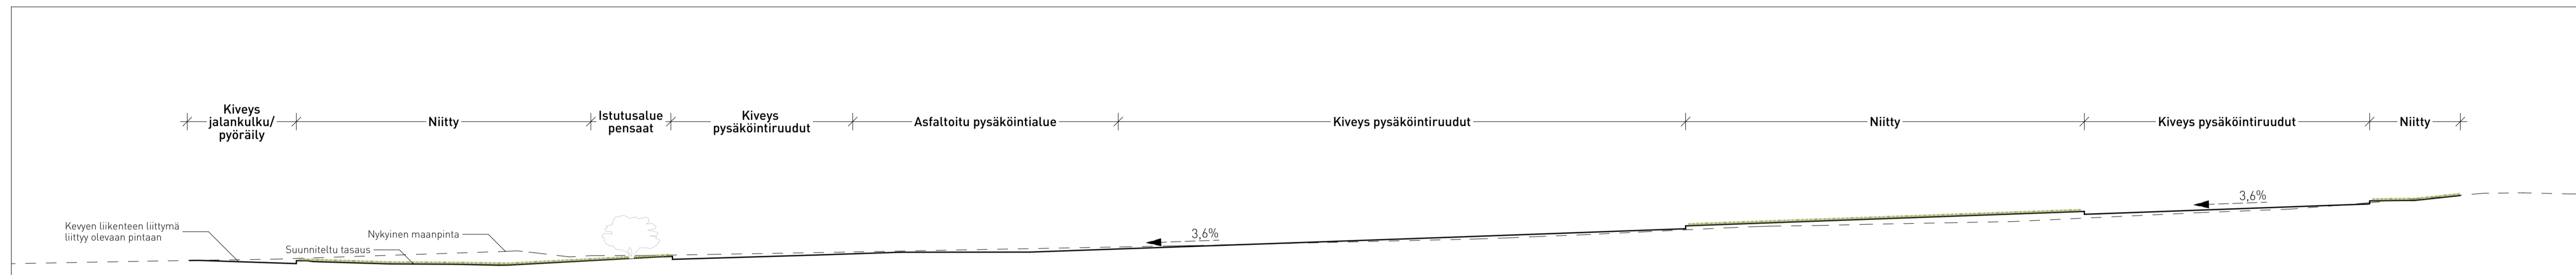 Kiveys
jalankulku/
pyöräily
Niitty
Istutusalue
pensaat
Kiveys
pysäköintiruudut
Asfaltoitu pysäköintialue
Kiveys pysäköintiruudut
Niitty
Kiveys pysäköintiruudut
Niitty
Kevyen liikenteen liittymä
liittyy olevaan pintaan
Nykyinen maanpinta
Suunniteltu tasaus
3,6%
3,6%